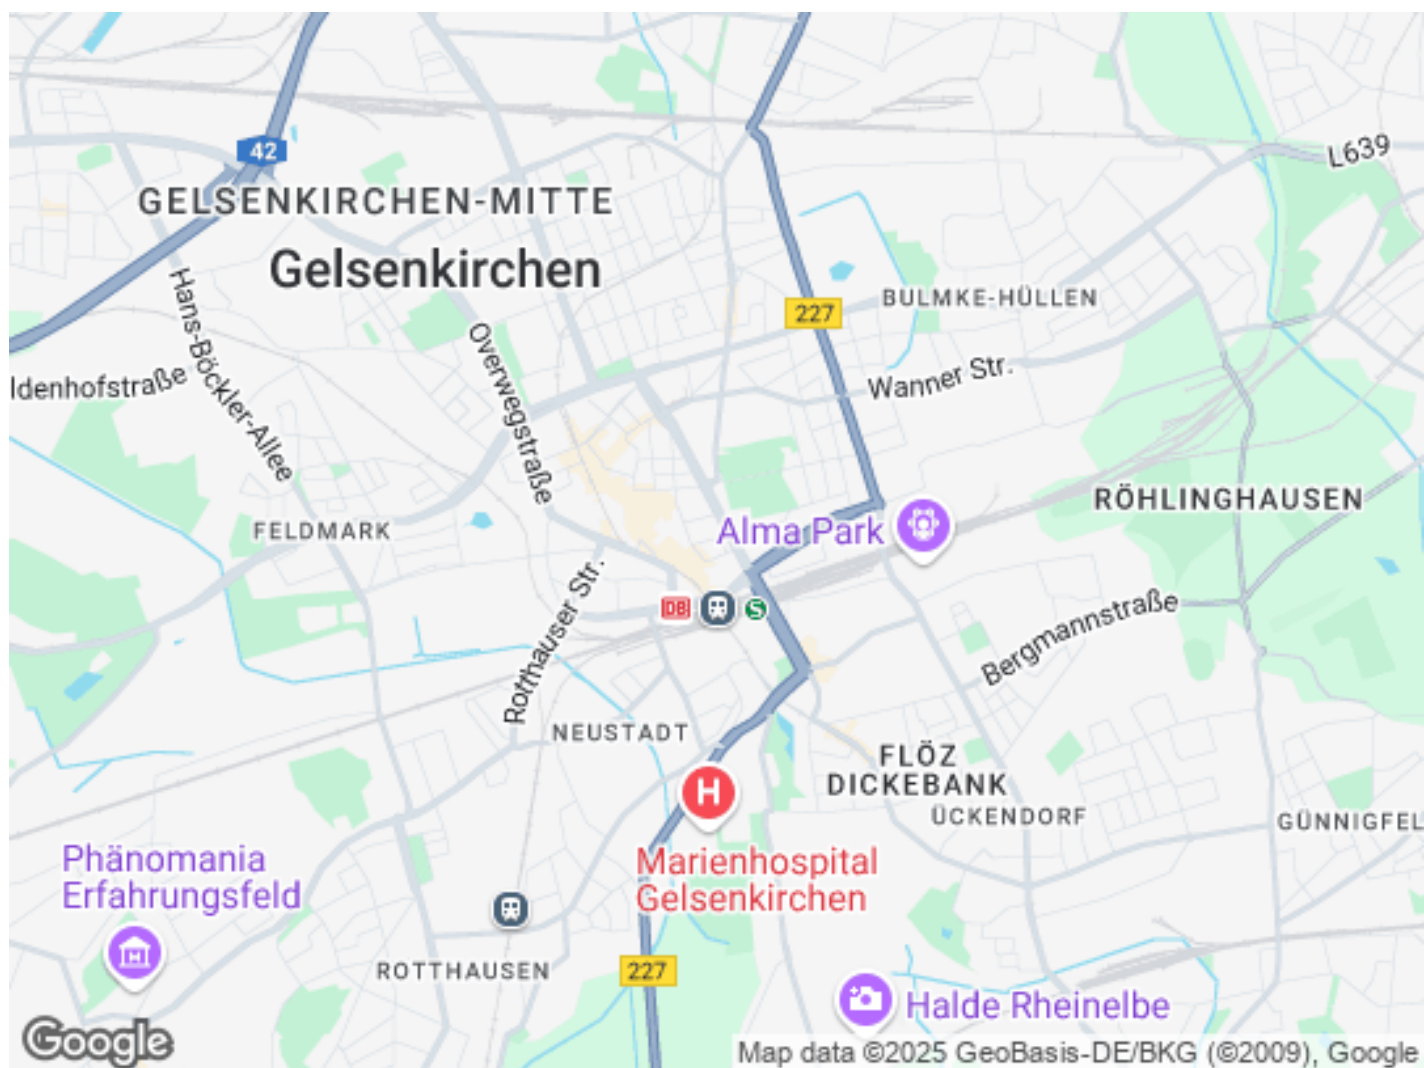 42
L639
GELSENKIRCHEN-MITTE
Gelsenkirchen
BULMKE-HÜLLEN
227
Hans-Böckler-Allee
Overwegstraße
ldenhofstraße
Wanner Str.
RÖHLINGHAUSEN
FELDMARK
Alma Park
Rotthauser Str.
DB
S
Bergmannstraße
NEUSTADT
FLÖZ
DICKEBANK
ÜCKENDORF
H
GÜNNIGFEL
Phänomania
Erfahrungsfeld
Marienhospital
Gelsenkirchen
ROTTHAUSEN
227
Halde Rheinelbe
Google
Map data ©2025 GeoBasis-DE/BKG (©2009), Google